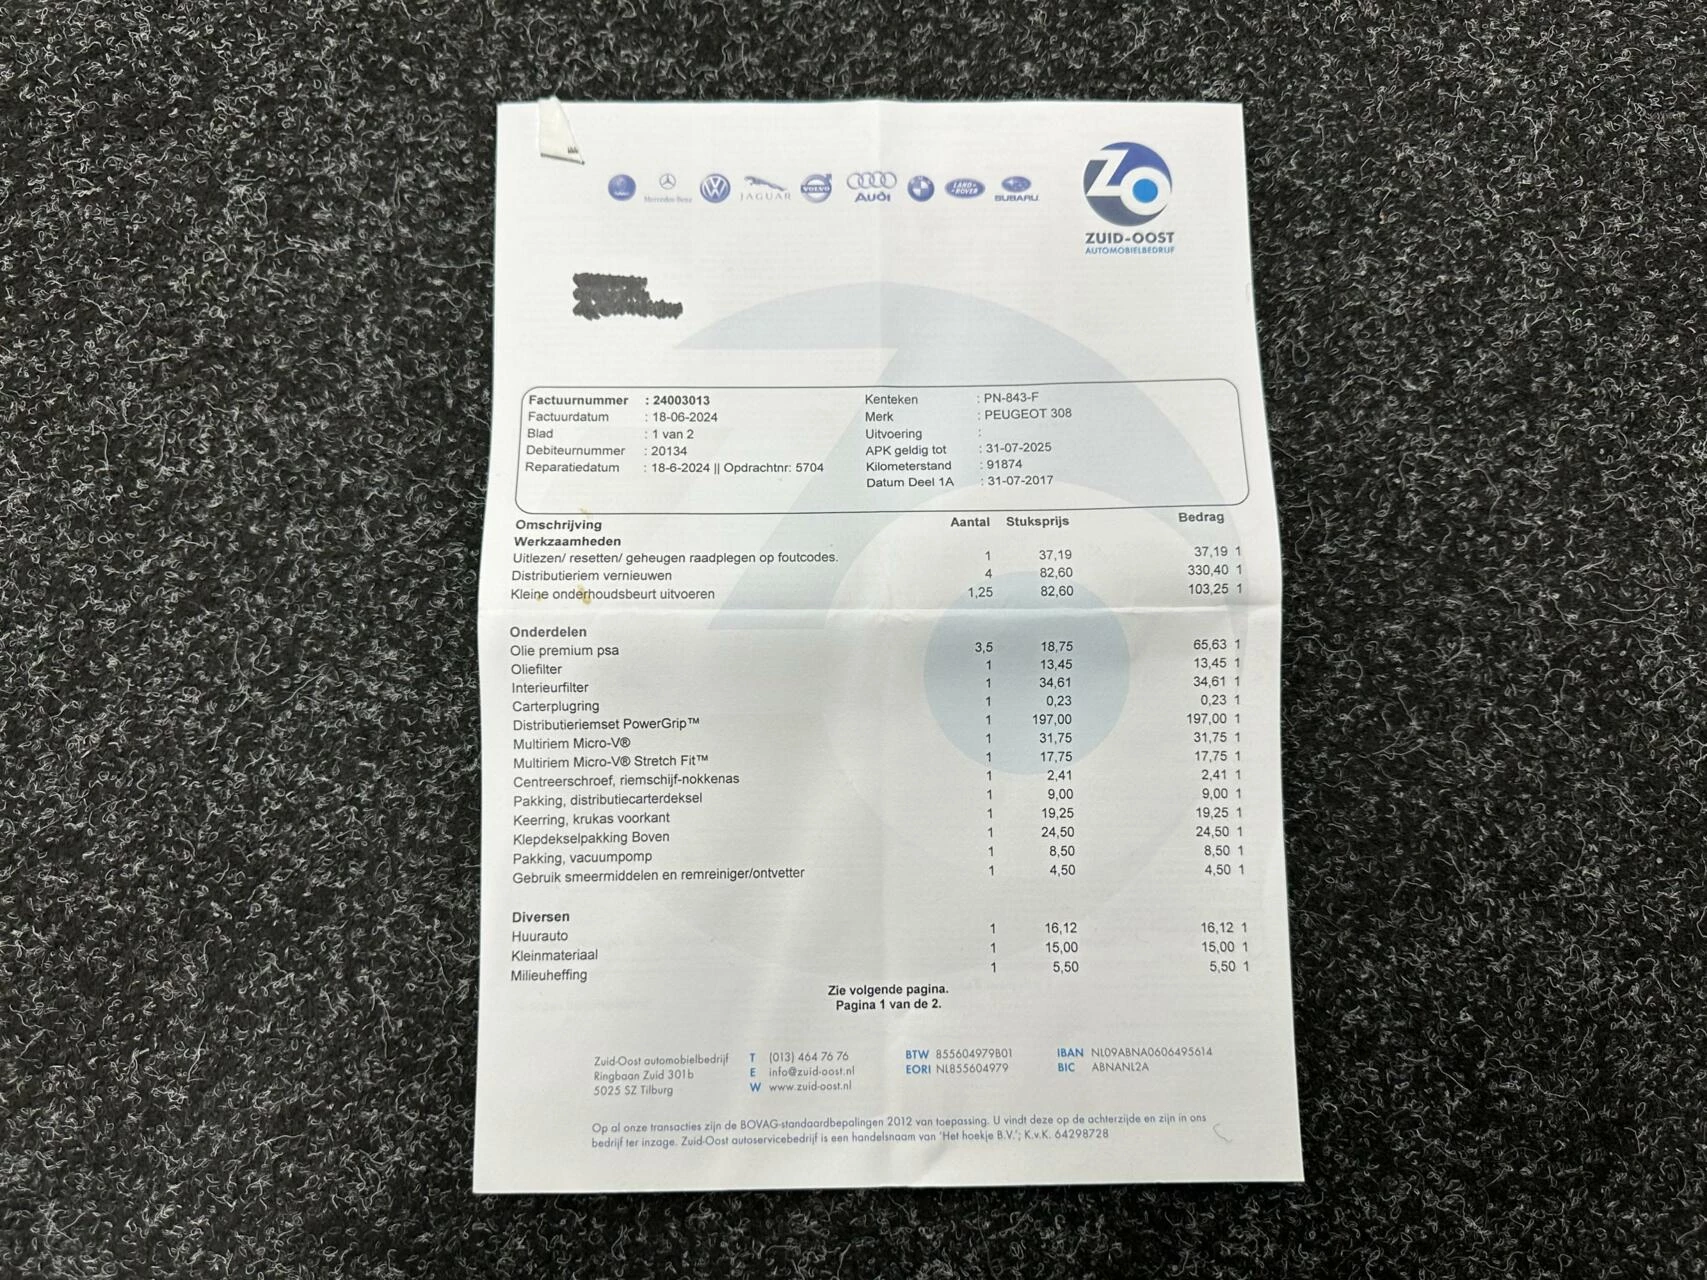 Mercedes-Benz JAGUAR VOLVO AUDI LAND ROVER SUBARU
ZO
ZUID-OOST
AUTOMOBIELBEDRIJF
Factuurnummer : 24003013 Kenteken : PN-843-F
Factuurdatum : 18-06-2024 Merk : PEUGEOT 308
Blad : 1 van 2 Uitvoering :
Debiteurnummer : 20134 APK geldig tot : 31-07-2025
Reparatiedatum : 18-6-2024 || Opdrachtnr: 5704 Kilometerstand : 91874
Datum Deel 1A : 31-07-2017
Omschrijving Aantal Stuksprijs Bedrag
Werkzaamheden
Uitlezen/ resetten/ geheugen raadplegen op foutcodes. 1 37,19 37,19 1
Distributieriem vernieuwen 4 82,60 330,40 1
Kleine onderhoudsbeurt uitvoeren 1,25 82,60 103,25 1
Onderdelen
Olie premium psa 3,5 18,75 65,63 1
Oliefilter 1 13,45 13,45 1
Interieurfilter 1 34,61 34,61 1
Carterplugring 1 0,23 0,23 1
Distributieriemset PowerGrip™ 1 197,00 197,00 1
Multiriem Micro-V® 1 31,75 31,75 1
Multiriem Micro-V® Stretch Fit™ 1 17,75 17,75 1
Centreerschroef, riemschijf-nokkenas 1 2,41 2,41 1
Pakking, distributiecarterdeksel 1 9,00 9,00 1
Keerring, krukas voorkant 1 19,25 19,25 1
Klepdekselpakking Boven 1 24,50 24,50 1
Pakking, vacuumpomp 1 8,50 8,50 1
Gebruik smeermiddelen en remreiniger/ontvetter 1 4,50 4,50 1
Diversen
Huurauto 1 16,12 16,12 1
Kleinmateriaal 1 15,00 15,00 1
Milieuheffing 1 5,50 5,50 1
Zie volgende pagina.
Pagina 1 van de 2.
Zuid-Oost automobielbedrijf T (013) 464 76 76 BTW 855604979B01 IBAN NL09ABNA0606495614
Ringbaan Zuid 301b E info@zuid-oost.nl EORI NL855604979 BIC ABNANL2A
5025 SZ Tilburg W www.zuid-oost.nl
Op al onze transacties zijn de BOVAG-standaardbepalingen 2012 van toepassing. U vindt deze op de achterzijde en zijn in ons
bedrijf ter inzage. Zuid-Oost autoservicebedrijf is een handelsnaam van 'Het hoekje B.V.'; K.v.K. 64298728